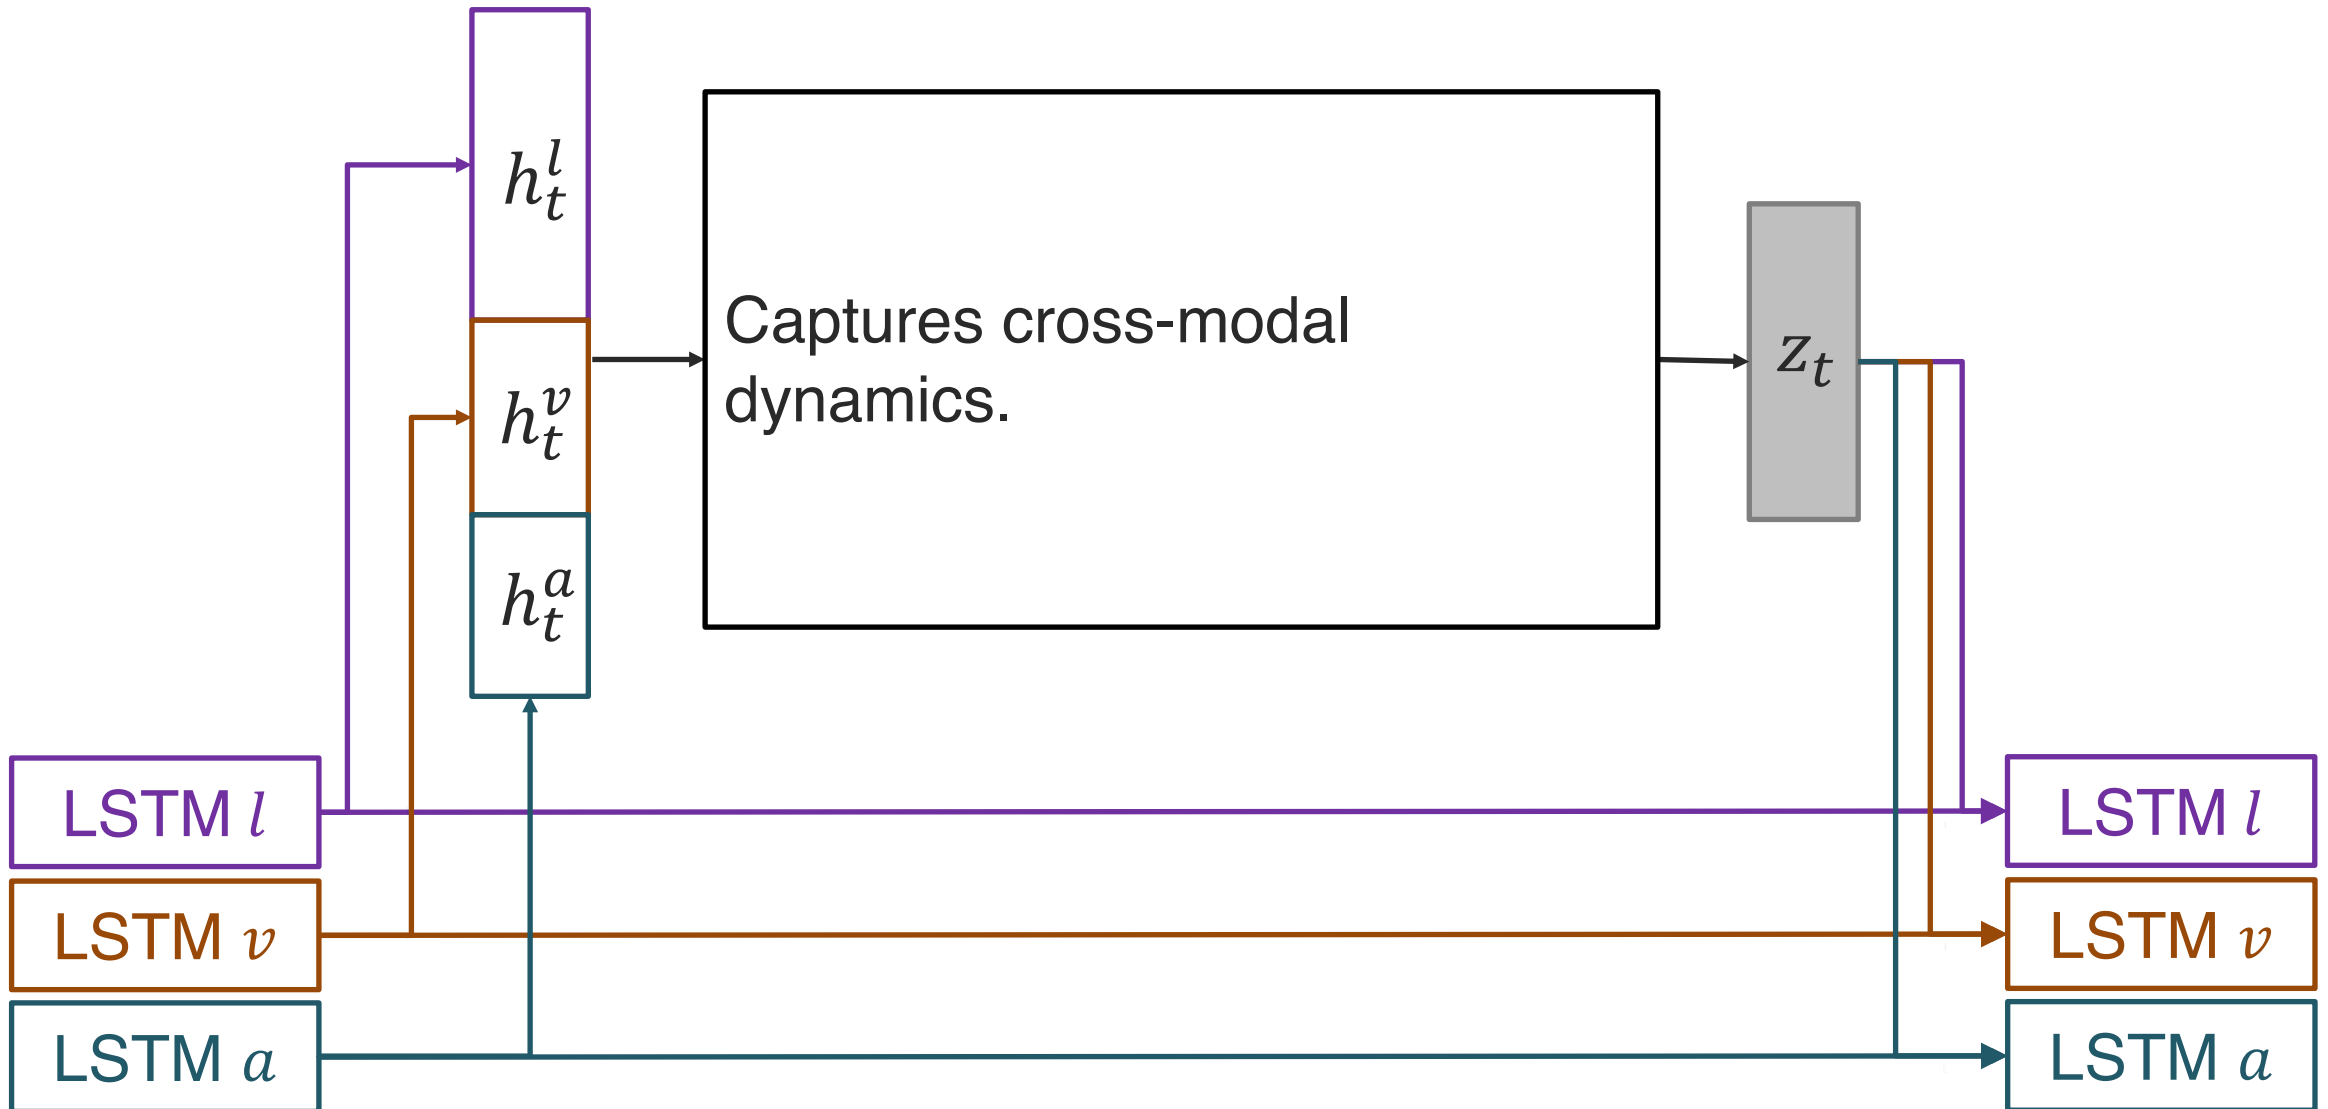 $h_t^l$
$h_t^v$
$h_t^a$
Captures cross-modal
dynamics.
$z_t$
LSTM $l$
LSTM $v$
LSTM $a$
LSTM $l$
LSTM $v$
LSTM $a$